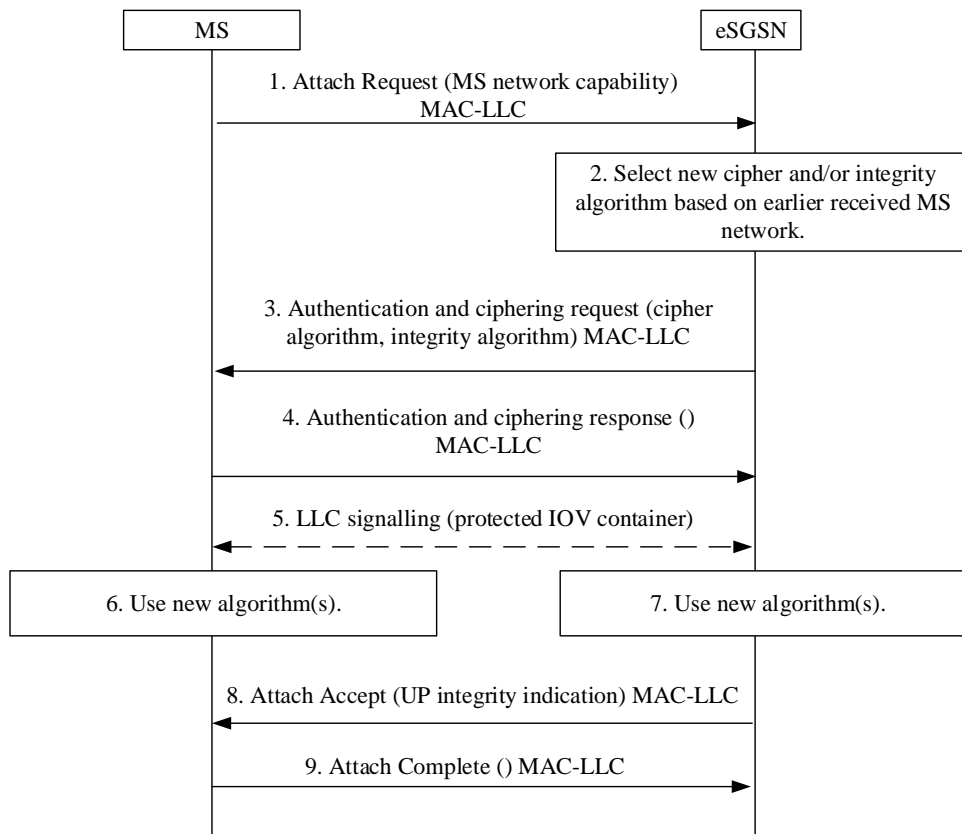 MS
eSGSN
1. Attach Request (MS network capability)
MAC-LLC
2. Select new cipher and/or integrity
algorithm based on earlier received MS
network.
3. Authentication and ciphering request (cipher
algorithm, integrity algorithm) MAC-LLC
4. Authentication and ciphering response ()
MAC-LLC
5. LLC signalling (protected IOV container)
6. Use new algorithm(s).
7. Use new algorithm(s).
8. Attach Accept (UP integrity indication) MAC-LLC
9. Attach Complete () MAC-LLC